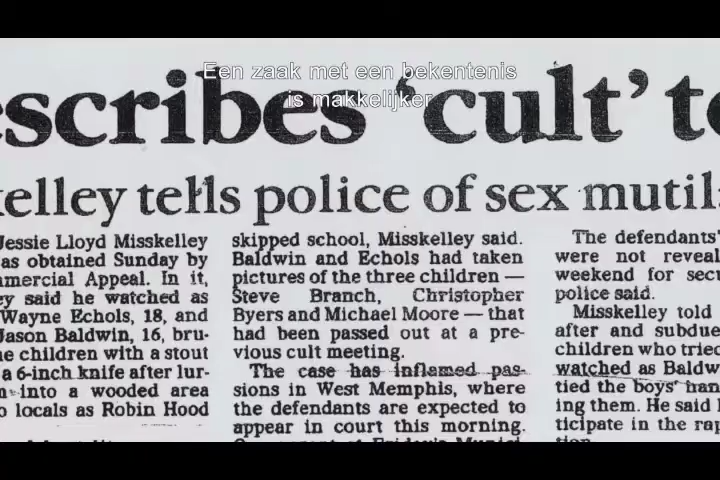 Een zaak met een bekentenis
is makkelijker
scribes 'cult' t
elley tells police of sex mutil
Jessie Lloyd Misskelley
as obtained Sunday by
mercial Appeal. In it,
ey said he watched as
Wayne Echols, 18, and
Jason Baldwin, 16, bru-
e children with a stout
a 6-inch knife after lur-
into a wooded area
o locals as Robin Hood
skipped school, Misskelley said.
Baldwin and Echols had taken
pictures of the three children —
Steve Branch, Christopher
Byers and Michael Moore — that
had been passed out at a pre-
vious cult meeting.
The case has inflamed pas-
sions in West Memphis, where
the defendants are expected to
appear in court this morning.
The defendants'
were not reveal
weekend for secu
police said.
Misskelley told
after and subdue
children who tried
watched as Baldw
tied the boys' han
ing them. He said
ticipate in the rap